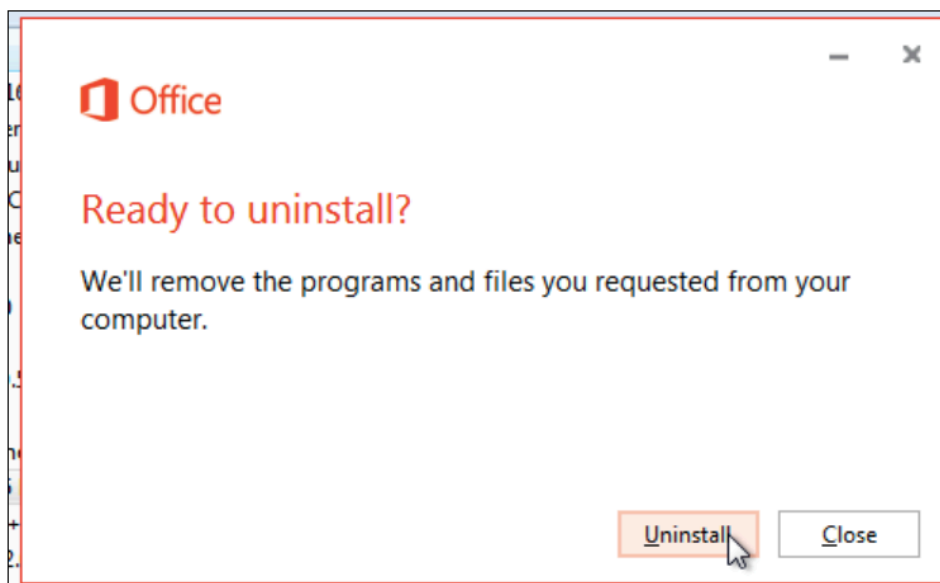 Office
Ready to uninstall?
We'll remove the programs and files you requested from your
computer.
Uninstall
Close